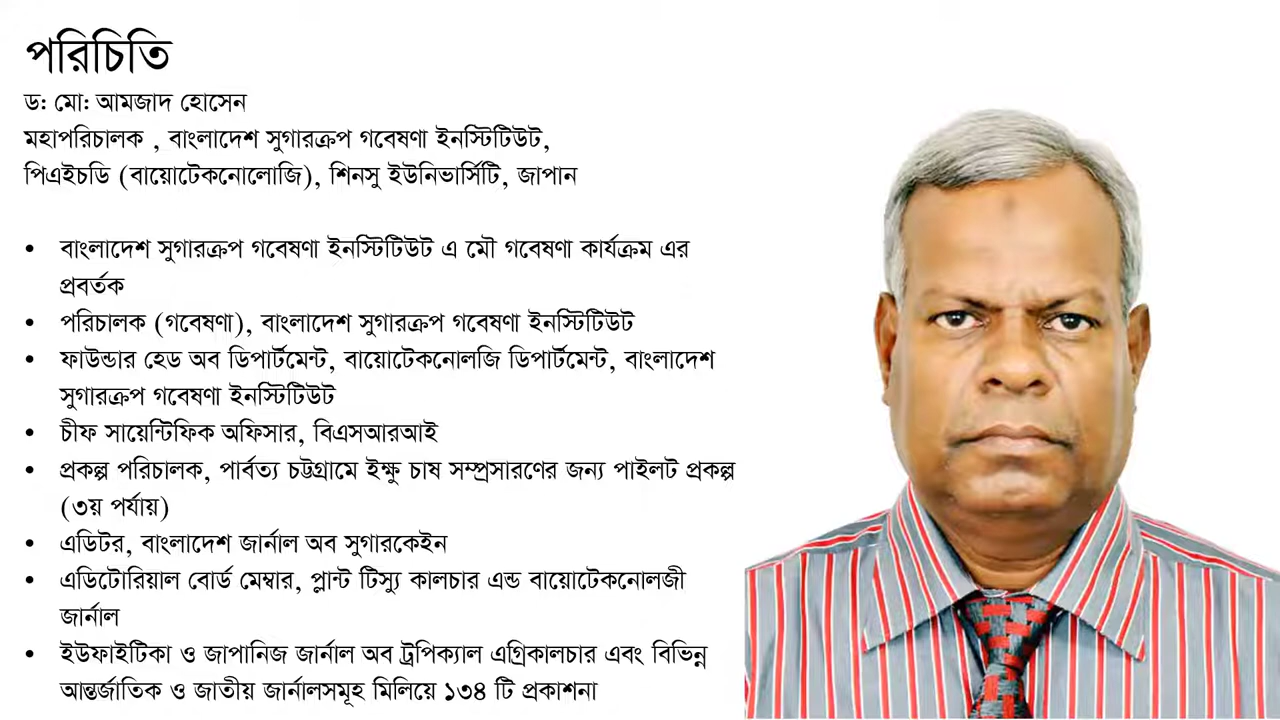 পরিচিতি
ড: মো: আমজাদ হোসেন
মহাপরিচালক , বাংলাদেশ সুগারক্রপ গবেষণা ইনস্টিটিউট,
পিএইচডি (বায়োটেকনোলোজি), শিনসু ইউনিভার্সিটি, জাপান
• বাংলাদেশ সুগারক্রপ গবেষণা ইনস্টিটিউট এ মৌ গবেষণা কার্যক্রম এর
প্রবর্তক
• পরিচালক (গবেষণা), বাংলাদেশ সুগারক্রপ গবেষণা ইনস্টিটিউট
• ফাউন্ডার হেড অব ডিপার্টমেন্ট, বায়োটেকনোলজি ডিপার্টমেন্ট, বাংলাদেশ
সুগারক্রপ গবেষণা ইনস্টিটিউট
• চীফ সায়েন্টিফিক অফিসার, বিএসআরআই
• প্রকল্প পরিচালক, পার্বত্য চট্টগ্রামে ইক্ষু চাষ সম্প্রসারণের জন্য পাইলট প্রকল্প
(৩য় পর্যায়)
• এডিটর, বাংলাদেশ জার্নাল অব সুগারকেইন
• এডিটোরিয়াল বোর্ড মেম্বার, প্লান্ট টিস্যু কালচার এন্ড বায়োটেকনোলজী
জার্নাল
• ইউফাইটিকা ও জাপানিজ জার্নাল অব ট্রপিক্যাল এগ্রিকালচার এবং বিভিন্ন
আন্তর্জাতিক ও জাতীয় জার্নালসমূহ মিলিয়ে ১৩৪ টি প্রকাশনা